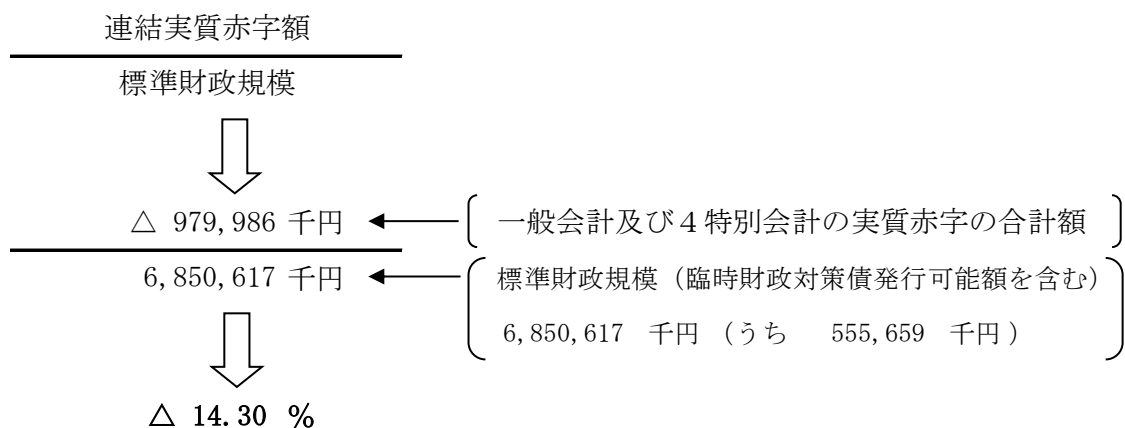 連結実質赤字額
標準財政規模
△ 979,986 千円
一般会計及び4特別会計の実質赤字の合計額
6,850,617 千円
標準財政規模（臨時財政対策債発行可能額を含む）
6,850,617 千円（うち 555,659 千円）
△ 14.30 %